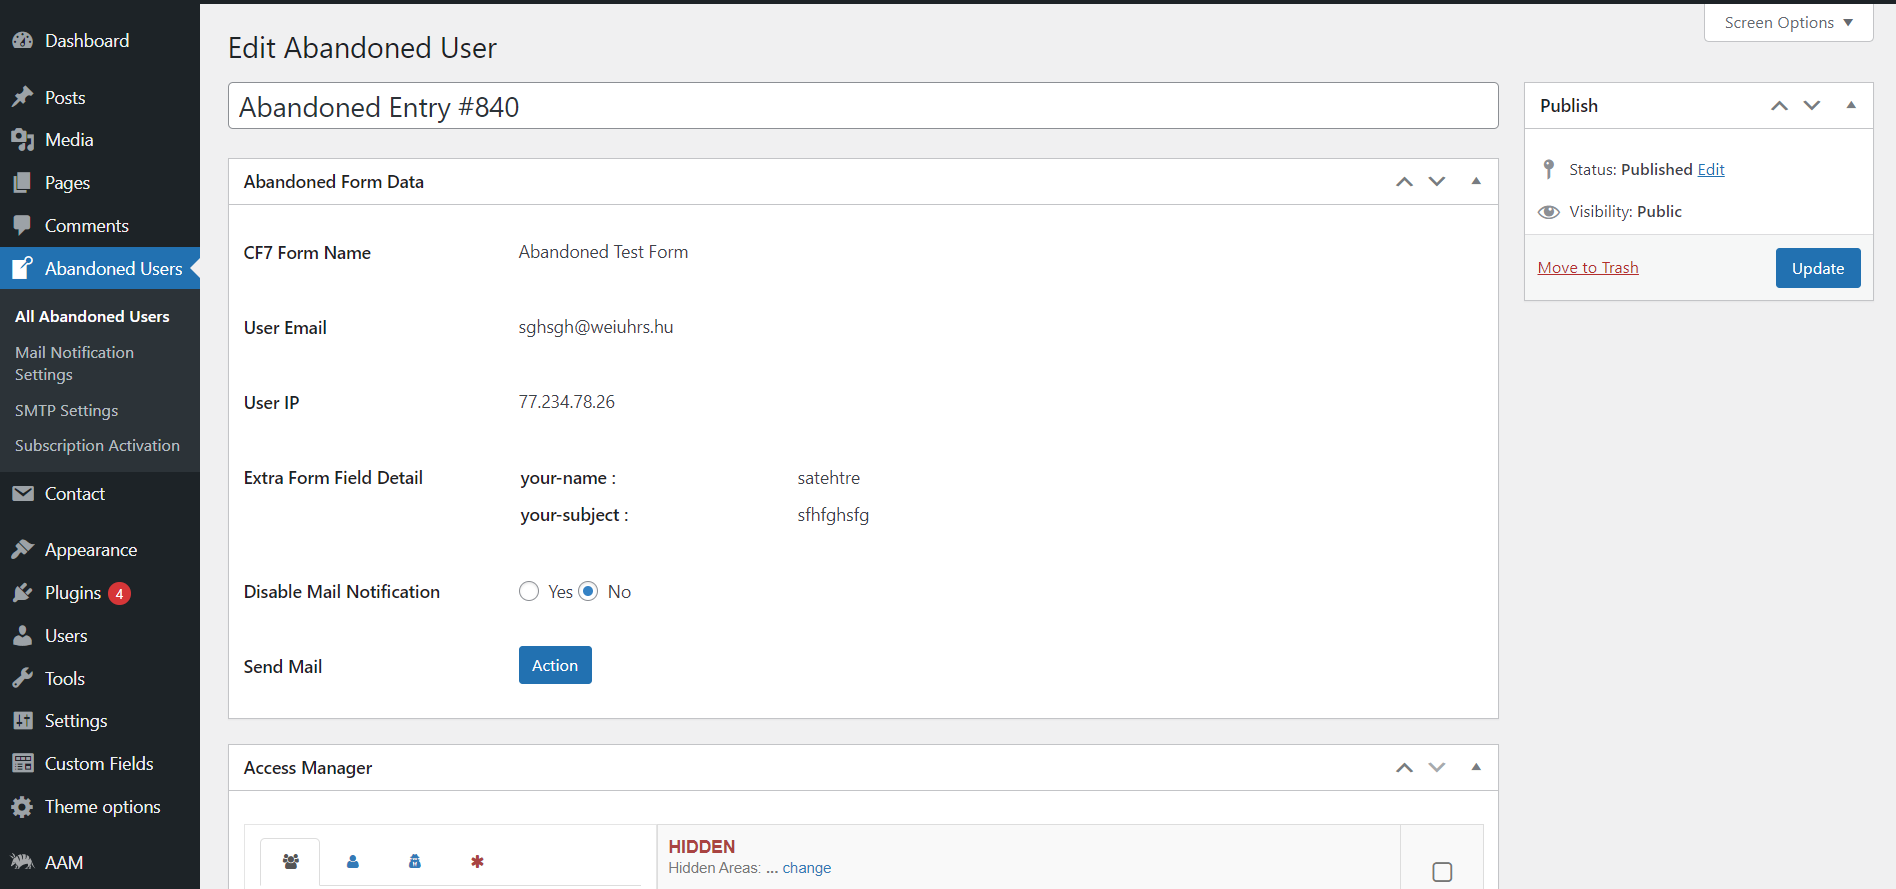 Dashboard
Posts
Media
Pages
Comments
Abandoned Users
All Abandoned Users
Mail Notification
Settings
SMTP Settings
Subscription Activation
Contact
Appearance
Plugins 4
Users
Tools
Settings
Custom Fields
Theme options
AAM
Screen Options
Edit Abandoned User
Abandoned Entry #840
Abandoned Form Data
CF7 Form Name Abandoned Test Form
User Email sghsgh@weiuhrs.hu
User IP 77.234.78.26
Extra Form Field Detail your-name : satehtre
your-subject : sfhfghsfg
Disable Mail Notification Yes No
Send Mail Action
Access Manager
HIDDEN
Hidden Areas: ... change
Publish
Status: Published Edit
Visibility: Public
Move to Trash Update